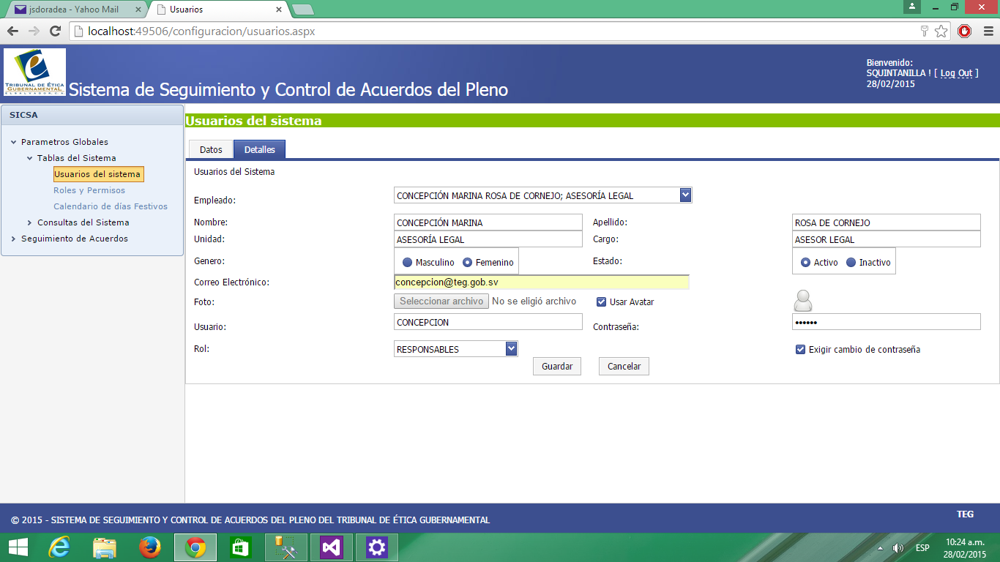 jsdoradea - Yahoo Mail
Usuarios
localhost:49506/configuracion/usuarios.aspx
TRIBUNAL DE ÉTICA
GUBERNAMENTAL
EL SALVADOR, C.A.
Sistema de Seguimiento y Control de Acuerdos del Pleno
Bienvenido:
SQUINTANILLA ! [ Log Out ]
28/02/2015
SICSA
Parametros Globales
Tablas del Sistema
Usuarios del sistema
Roles y Permisos
Calendario de días Festivos
Consultas del Sistema
Seguimiento de Acuerdos
Usuarios del sistema
Datos Detalles
Usuarios del Sistema
Empleado: CONCEPCIÓN MARINA ROSA DE CORNEJO; ASESORÍA LEGAL
Nombre: CONCEPCIÓN MARINA Apellido: ROSA DE CORNEJO
Unidad: ASESORÍA LEGAL Cargo: ASESOR LEGAL
Genero: Masculino Femenino Estado: Activo Inactivo
Correo Electrónico: concepcion@teg.gob.sv
Foto: Seleccionar archivo No se eligió archivo Usar Avatar
Usuario: CONCEPCION Contraseña: ••••••
Rol: RESPONSABLES Exigir cambio de contraseña
Guardar Cancelar
© 2015 - SISTEMA DE SEGUIMIENTO Y CONTROL DE ACUERDOS DEL PLENO DEL TRIBUNAL DE ÉTICA GUBERNAMENTAL
TEG
ESP
10:24 a.m.
28/02/2015